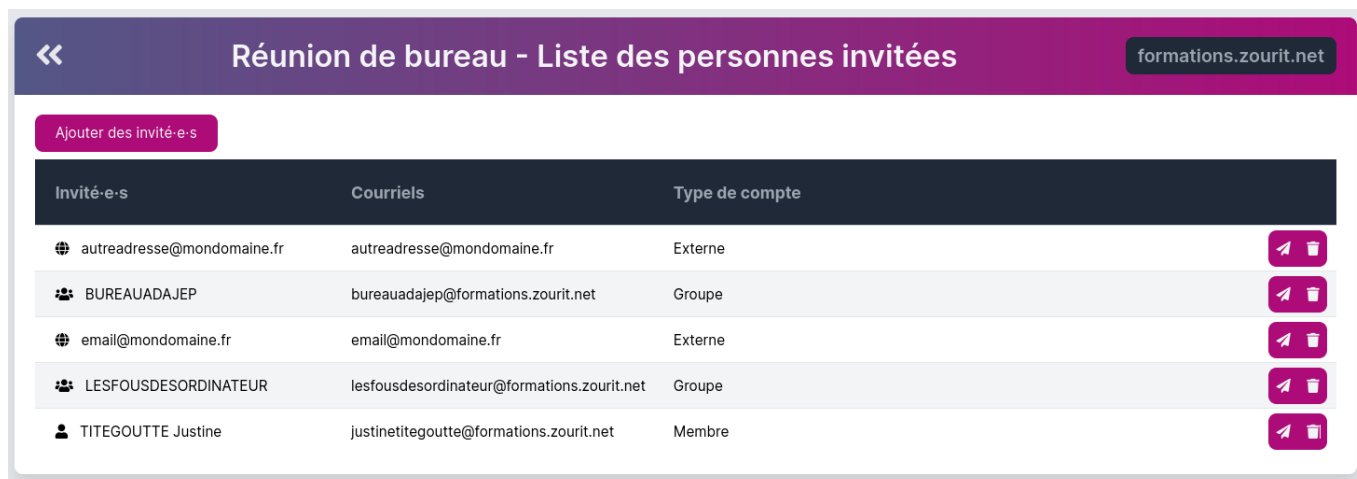 Réunion de bureau - Liste des personnes invitées formations.zourit.net
Ajouter des invité·e·s
Invité·e·s Courriels Type de compte
autreadresse@mondomaine.fr autreadresse@mondomaine.fr Externe
BUREAUADAJEP bureauadajep@formations.zourit.net Groupe
email@mondomaine.fr email@mondomaine.fr Externe
LESFOUSDESORDINATEUR lesfousdesordinateur@formations.zourit.net Groupe
TITEGOUTTE Justine justinetitegoutte@formations.zourit.net Membre